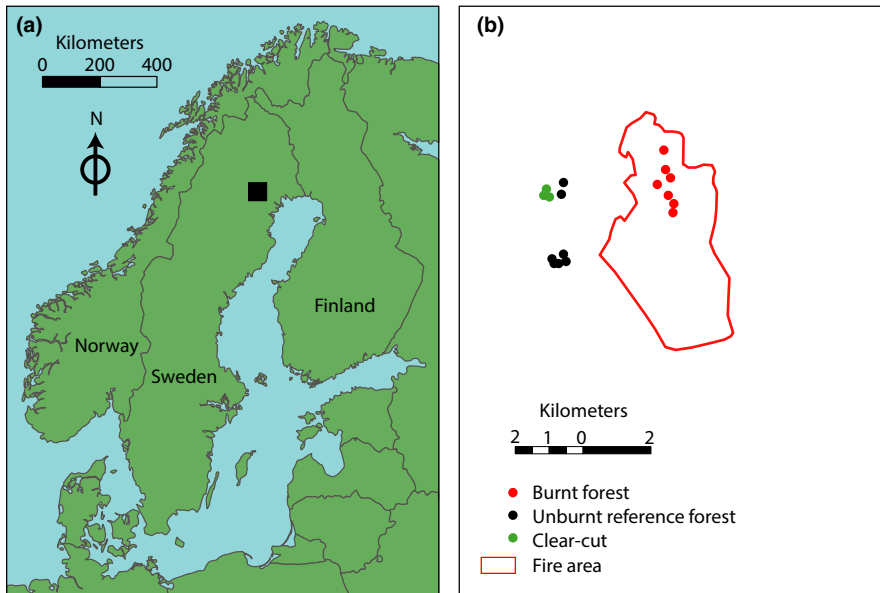 (a)
Kilometers
0 200 400
N
Norway
Sweden
Finland
(b)
Kilometers
2 1 0 2
Burnt forest
Unburnt reference forest
Clear-cut
Fire area